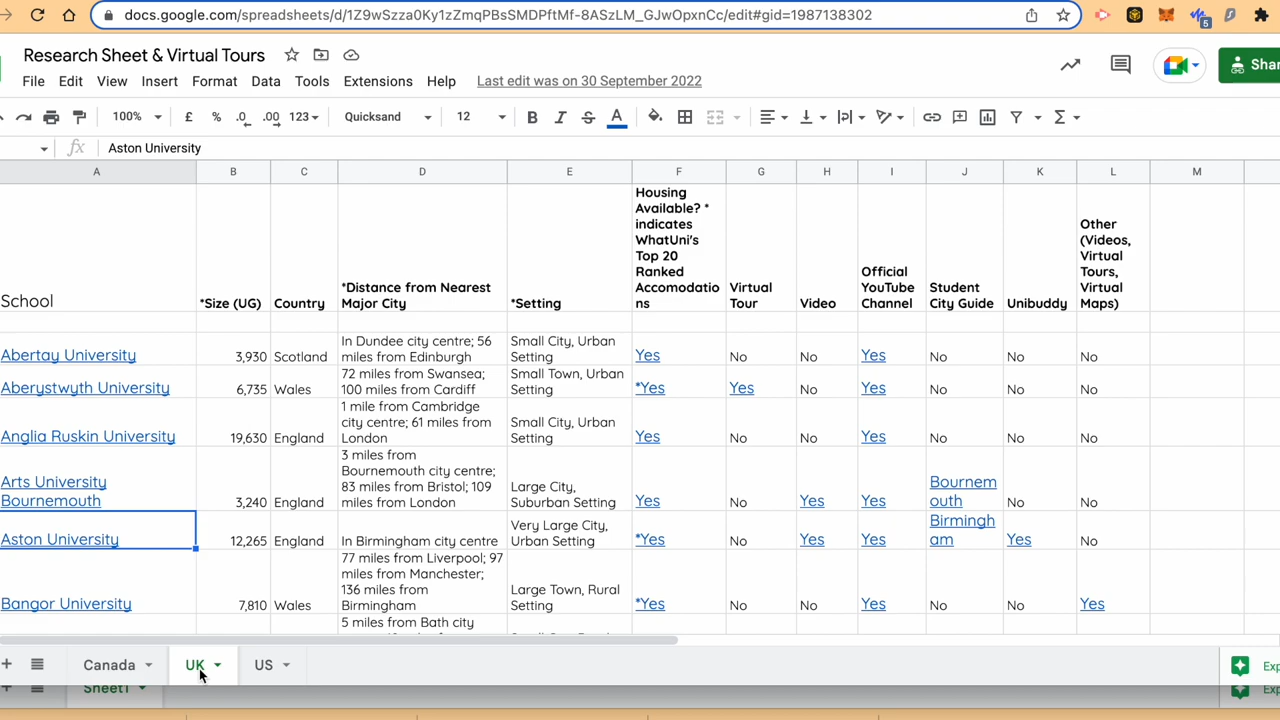 docs.google.com/spreadsheets/d/1Z9wSzza0Ky1zZmqPBsSMDPftMf-8ASzLM_GJwOpxnCc/edit#gid=1987138302
5
Research Sheet & Virtual Tours
File Edit View Insert Format Data Tools Extensions Help Last edit was on 30 September 2022
Shar
100% £ % .0 .00 123 Quicksand 12 B I S A Σ
fx Aston University
A B C D E F G H I J K L M
School
*Size (UG)
Country
*Distance from Nearest
Major City
*Setting
Housing
Available? *
indicates
WhatUni's
Top 20
Ranked
Accomodatio
ns
Virtual
Tour
Video
Official
YouTube
Channel
Student
City Guide
Unibuddy
Other
(Videos,
Virtual
Tours,
Virtual
Maps)
Abertay University
3,930
Scotland
In Dundee city centre; 56
miles from Edinburgh
Small City, Urban
Setting
Yes
No
No
Yes
No
No
No
Aberystwyth University
6,735
Wales
72 miles from Swansea;
100 miles from Cardiff
Small Town, Urban
Setting
*Yes
Yes
No
Yes
No
No
No
Anglia Ruskin University
19,630
England
1 mile from Cambridge
city centre; 61 miles from
London
Small City, Urban
Setting
Yes
No
No
Yes
No
No
No
Arts University
Bournemouth
3,240
England
3 miles from
Bournemouth city centre;
83 miles from Bristol; 109
miles from London
Large City,
Suburban Setting
Yes
No
Yes
Yes
Bournem
outh
No
No
Aston University
12,265
England
In Birmingham city centre
Very Large City,
Urban Setting
*Yes
No
Yes
Yes
Birmingh
am
Yes
No
Bangor University
7,810
Wales
77 miles from Liverpool; 97
miles from Manchester;
136 miles from
Birmingham
Large Town, Rural
Setting
*Yes
No
No
Yes
No
No
Yes
5 miles from Bath city
Canada UK US
Exp
Sheet1
Exp